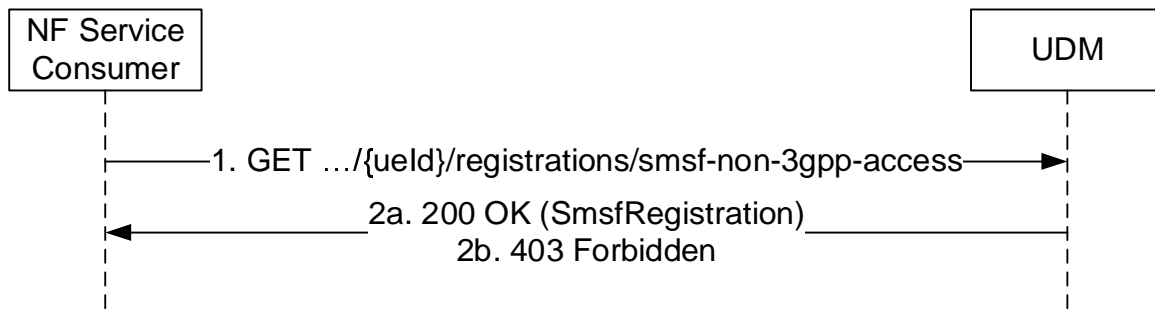 NF Service
Consumer
UDM
1. GET …/{ueId}/registrations/smsf-non-3gpp-access
2a. 200 OK (SmsfRegistration)
2b. 403 Forbidden